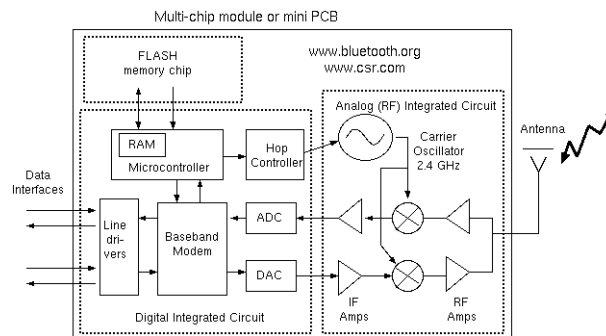 Multi-chip module or mini PCB
FLASH
memory chip
www.bluetooth.org
www.csr.com
Analog (RF) Integrated Circuit
RAM
Microcontroller
Hop
Controller
Carrier
Oscillator
2.4 GHz
Antenna
Data
Interfaces
Line
dri-
vers
Baseband
Modem
ADC
DAC
IF
Amps
RF
Amps
Digital Integrated Circuit